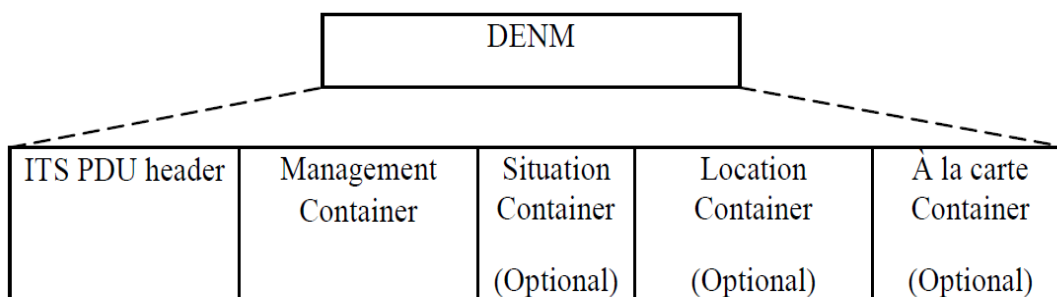 DENM
ITS PDU header
Management
Container
Situation
Container
(Optional)
Location
Container
(Optional)
À la carte
Container
(Optional)